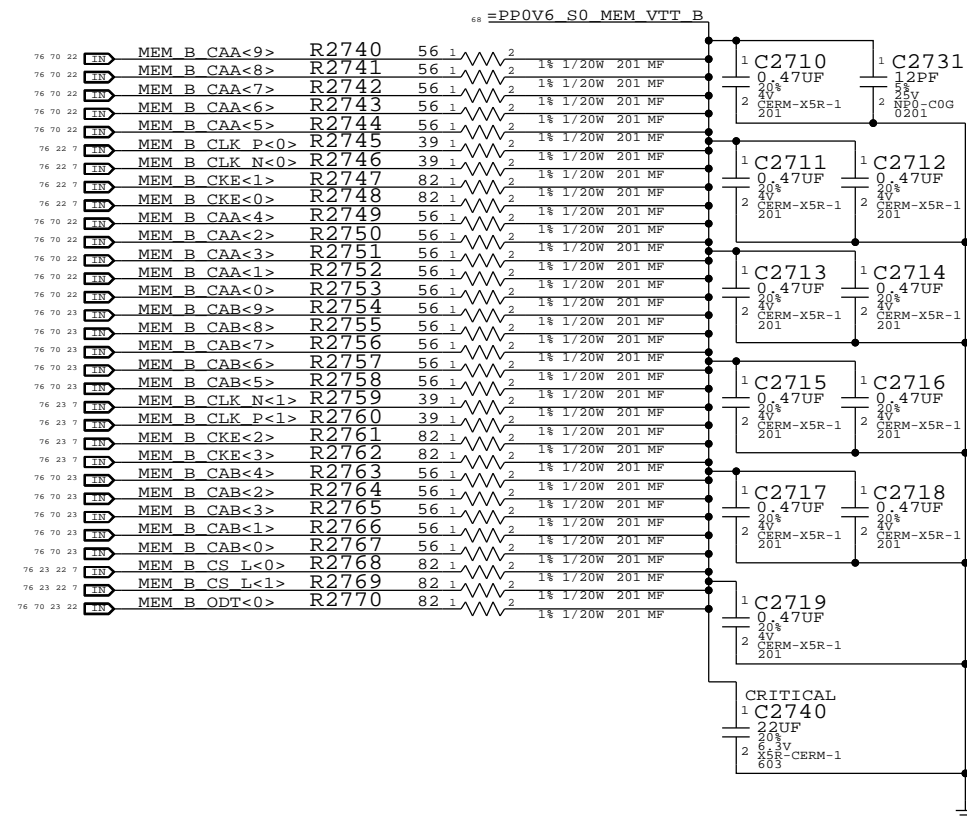 68 =PP0V6_S0_MEM_VTT_B
76 70 22 IN MEM_B_CAA<9> R2740 56 1 2 1% 1/20W 201 MF
76 70 22 IN MEM_B_CAA<8> R2741 56 1 2 1% 1/20W 201 MF
76 70 22 IN MEM_B_CAA<7> R2742 56 1 2 1% 1/20W 201 MF
76 70 22 IN MEM_B_CAA<6> R2743 56 1 2 1% 1/20W 201 MF
76 70 22 IN MEM_B_CAA<5> R2744 56 1 2 1% 1/20W 201 MF
76 22 7 IN MEM_B_CLK_P<0> R2745 39 1 2 1% 1/20W 201 MF
76 22 7 IN MEM_B_CLK_N<0> R2746 39 1 2 1% 1/20W 201 MF
76 22 7 IN MEM_B_CKE<1> R2747 82 1 2 1% 1/20W 201 MF
76 22 7 IN MEM_B_CKE<0> R2748 82 1 2 1% 1/20W 201 MF
76 70 22 IN MEM_B_CAA<4> R2749 56 1 2 1% 1/20W 201 MF
76 70 22 IN MEM_B_CAA<2> R2750 56 1 2 1% 1/20W 201 MF
76 70 22 IN MEM_B_CAA<3> R2751 56 1 2 1% 1/20W 201 MF
76 70 22 IN MEM_B_CAA<1> R2752 56 1 2 1% 1/20W 201 MF
76 70 22 IN MEM_B_CAA<0> R2753 56 1 2 1% 1/20W 201 MF
76 70 23 IN MEM_B_CAB<9> R2754 56 1 2 1% 1/20W 201 MF
76 70 23 IN MEM_B_CAB<8> R2755 56 1 2 1% 1/20W 201 MF
76 70 23 IN MEM_B_CAB<7> R2756 56 1 2 1% 1/20W 201 MF
76 70 23 IN MEM_B_CAB<6> R2757 56 1 2 1% 1/20W 201 MF
76 70 23 IN MEM_B_CAB<5> R2758 56 1 2 1% 1/20W 201 MF
76 23 7 IN MEM_B_CLK_N<1> R2759 39 1 2 1% 1/20W 201 MF
76 23 7 IN MEM_B_CLK_P<1> R2760 39 1 2 1% 1/20W 201 MF
76 23 7 IN MEM_B_CKE<2> R2761 82 1 2 1% 1/20W 201 MF
76 23 7 IN MEM_B_CKE<3> R2762 82 1 2 1% 1/20W 201 MF
76 70 23 IN MEM_B_CAB<4> R2763 56 1 2 1% 1/20W 201 MF
76 70 23 IN MEM_B_CAB<2> R2764 56 1 2 1% 1/20W 201 MF
76 70 23 IN MEM_B_CAB<3> R2765 56 1 2 1% 1/20W 201 MF
76 70 23 IN MEM_B_CAB<1> R2766 56 1 2 1% 1/20W 201 MF
76 70 23 IN MEM_B_CAB<0> R2767 56 1 2 1% 1/20W 201 MF
76 23 22 7 IN MEM_B_CS_L<0> R2768 82 1 2 1% 1/20W 201 MF
76 23 22 7 IN MEM_B_CS_L<1> R2769 82 1 2 1% 1/20W 201 MF
76 70 23 22 IN MEM_B_ODT<0> R2770 82 1 2 1% 1/20W 201 MF
1 C2710
0.47UF
20%
4V
2 CERM-X5R-1
201
1 C2731
12PF
5%
25V
2 NP0-C0G
0201
1 C2711
0.47UF
20%
4V
2 CERM-X5R-1
201
1 C2712
0.47UF
20%
4V
2 CERM-X5R-1
201
1 C2713
0.47UF
20%
4V
2 CERM-X5R-1
201
1 C2714
0.47UF
20%
4V
2 CERM-X5R-1
201
1 C2715
0.47UF
20%
4V
2 CERM-X5R-1
201
1 C2716
0.47UF
20%
4V
2 CERM-X5R-1
201
1 C2717
0.47UF
20%
4V
2 CERM-X5R-1
201
1 C2718
0.47UF
20%
4V
2 CERM-X5R-1
201
1 C2719
0.47UF
20%
4V
2 CERM-X5R-1
201
CRITICAL
1 C2740
22UF
20%
6.3V
2 X5R-CERM-1
603